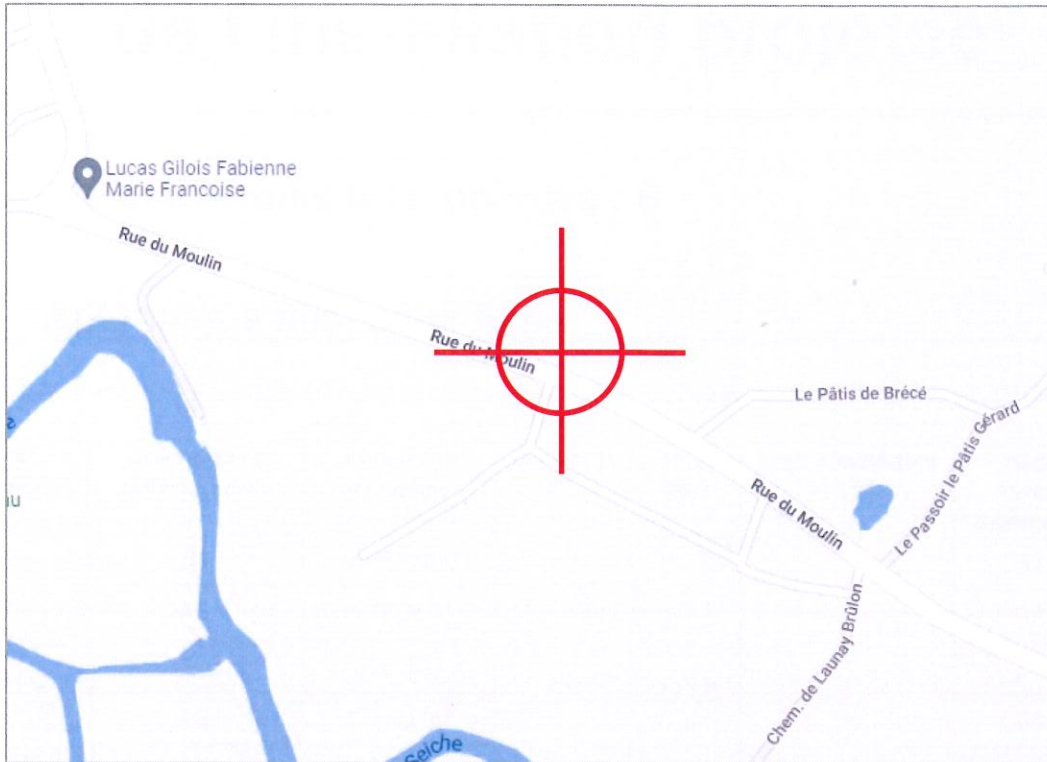 Lucas Gilois Fabienne
Marie Francoise
Rue du Moulin
Rue du Moulin
Le Pâtis de Brécé
Le Passoir le Pâtis Gérard
Rue du Moulin
Chem. de Launay Brûlon
Seiche